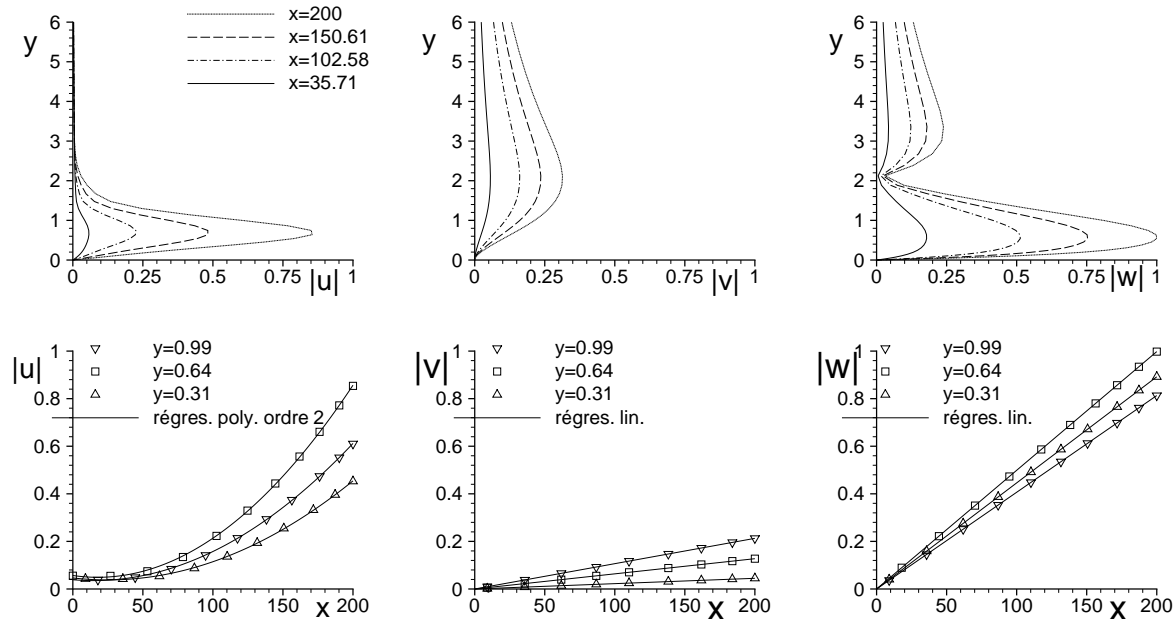 x=200
x=150.61
x=102.58
x=35.71
y
6
5
4
3
2
1
0
0 0.25 0.5 0.75 1
|u|
y
6
5
4
3
2
1
0
0 0.25 0.5 0.75 1
|v|
y
6
5
4
3
2
1
0
0 0.25 0.5 0.75 1
|w|
|u|
y=0.99
y=0.64
y=0.31
régres. poly. ordre 2
1
0.8
0.6
0.4
0.2
0
0 50 100 150 200
x
|v|
y=0.99
y=0.64
y=0.31
régres. lin.
1
0.8
0.6
0.4
0.2
0
0 50 100 150 200
x
|w|
y=0.99
y=0.64
y=0.31
régres. lin.
1
0.8
0.6
0.4
0.2
0
0 50 100 150 200
x